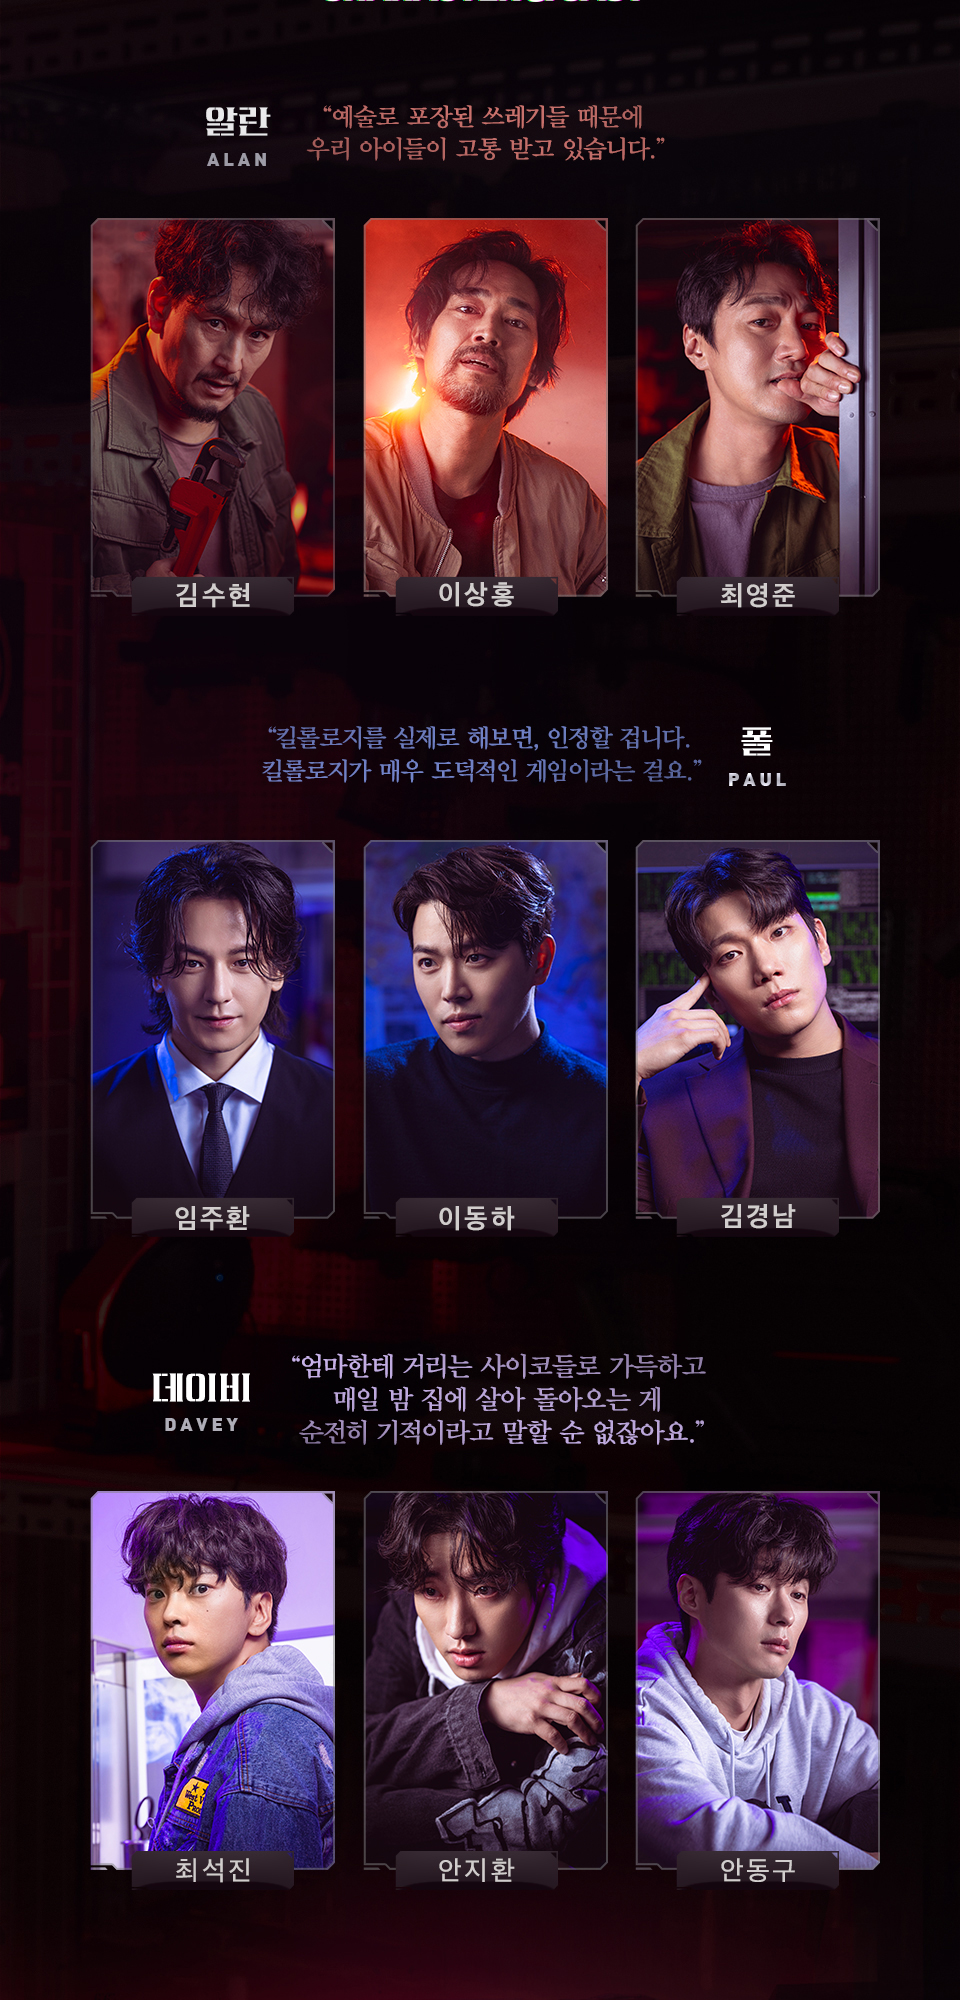 알란
ALAN
“예술로 포장된 쓰레기들 때문에
우리 아이들이 고통 받고 있습니다.”
김수현
이상홍
최영준
“킬롤로지를 실제로 해보면, 인정할 겁니다.
킬롤로지가 매우 도덕적인 게임이라는 걸요.”
폴
PAUL
임주환
이동하
김경남
데이비
DAVEY
“엄마한테 거리는 사이코들로 가득하고
매일 밤 집에 살아 돌아오는 게
순전히 기적이라고 말할 순 없잖아요.”
최석진
안지환
안동구